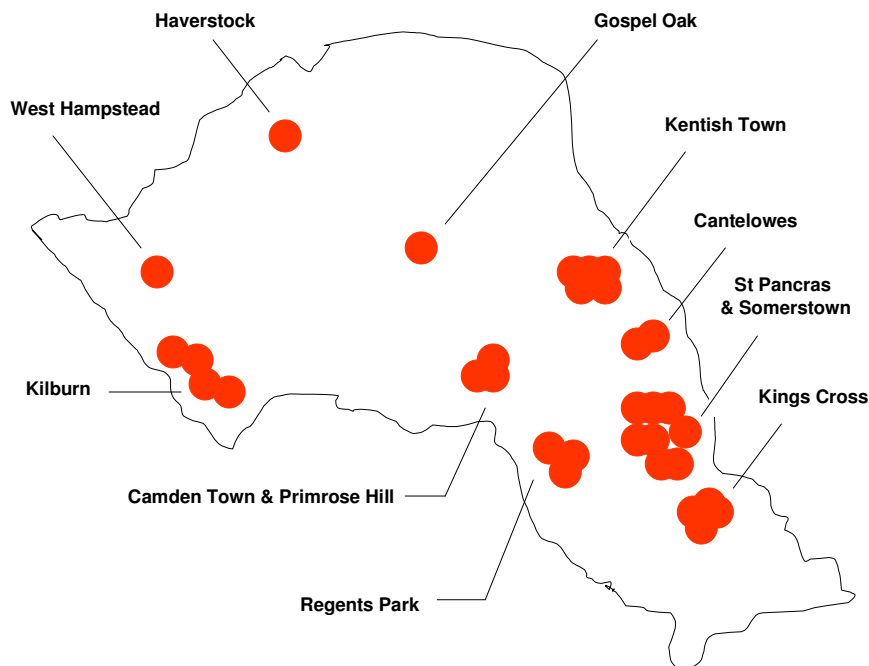 Haverstock
Gospel Oak
West Hampstead
Kentish Town
Cantelowes
St Pancras
& Somerstown
Kilburn
Kings Cross
Camden Town & Primrose Hill
Regents Park